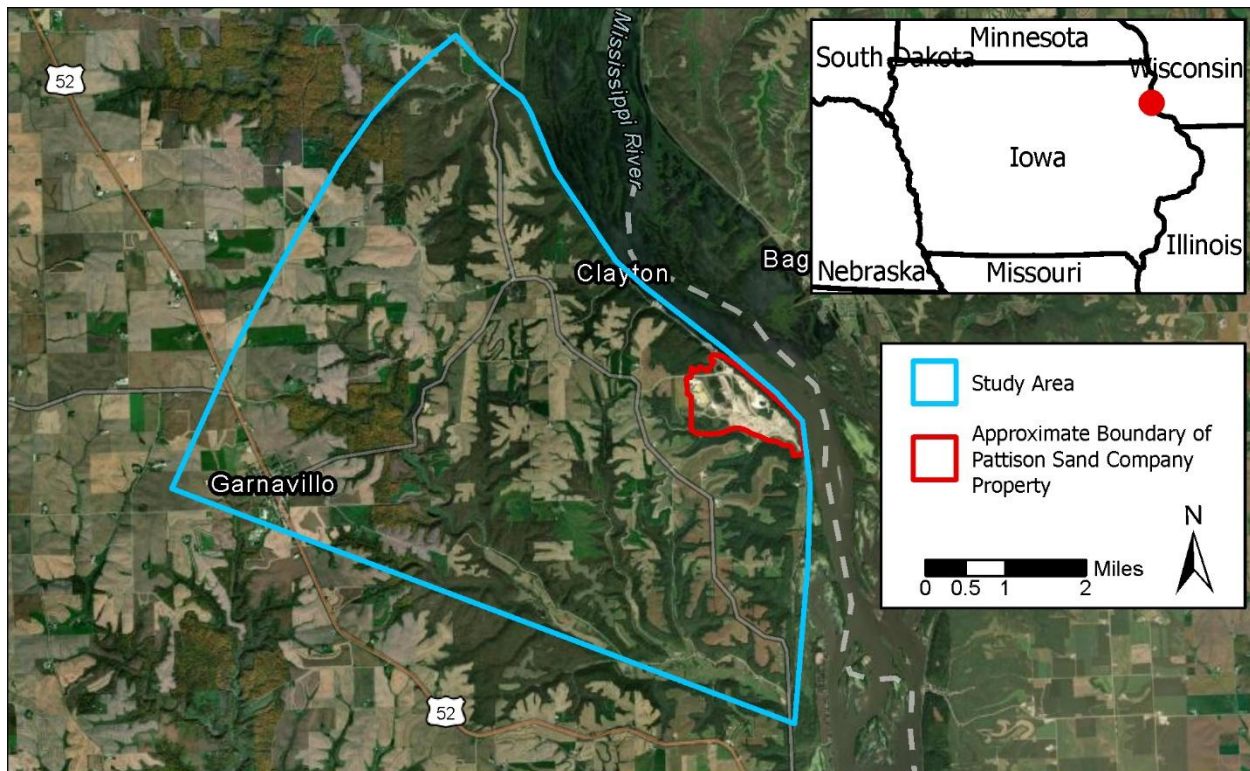 52
Mississippi River
Clayton
Bag
Garnavillo
52
South Dakota
Minnesota
Wisconsin
Iowa
Nebraska
Missouri
Illinois
Study Area
Approximate Boundary of
Pattison Sand Company
Property
N
0 0.5 1 2 Miles